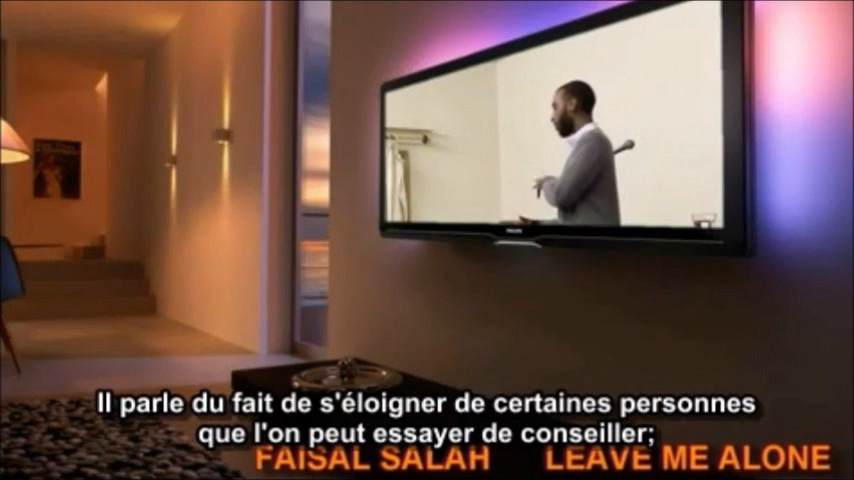 PHILIPS
Il parle du fait de s'éloigner de certaines personnes
que l'on peut essayer de conseiller;
FAISAL SALAH LEAVE ME ALONE